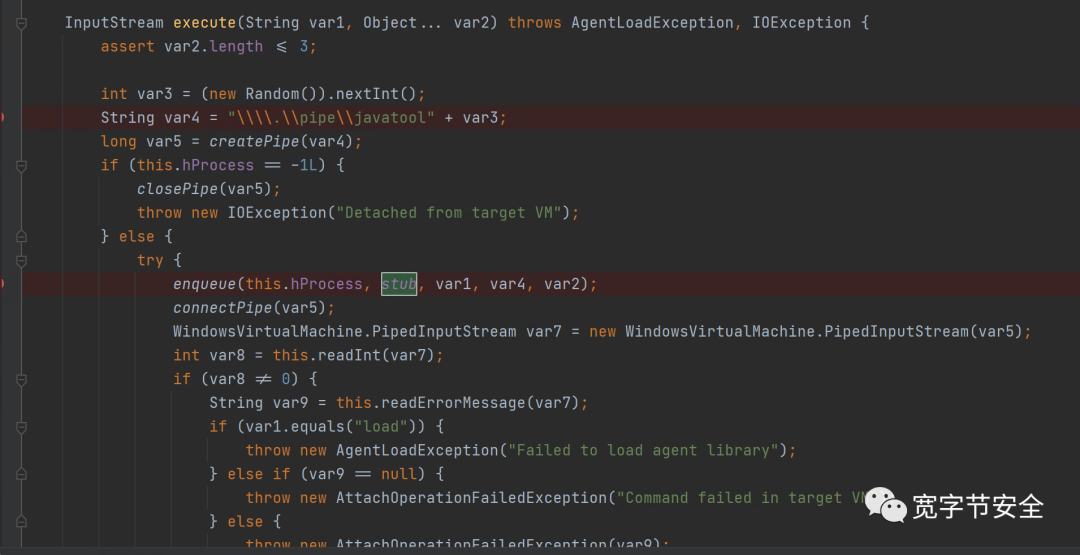 InputStream execute(String var1, Object... var2) throws AgentLoadException, IOException {
assert var2.length <= 3;
int var3 = (new Random()).nextInt();
String var4 = "\\\\.\\pipe\\javatool" + var3;
long var5 = createPipe(var4);
if (this.hProcess == -1L) {
closePipe(var5);
throw new IOException("Detached from target VM");
} else {
try {
enqueue(this.hProcess, stub, var1, var4, var2);
connectPipe(var5);
WindowsVirtualMachine.PipedInputStream var7 = new WindowsVirtualMachine.PipedInputStream(var5);
int var8 = this.readInt(var7);
if (var8 != 0) {
String var9 = this.readErrorMessage(var7);
if (var1.equals("load")) {
throw new AgentLoadException("Failed to load agent library");
} else if (var9 == null) {
throw new AttachOperationFailedException("Command failed in target VM
宽字节安全
} else {
throw new AttachOperationFailedException(var9);